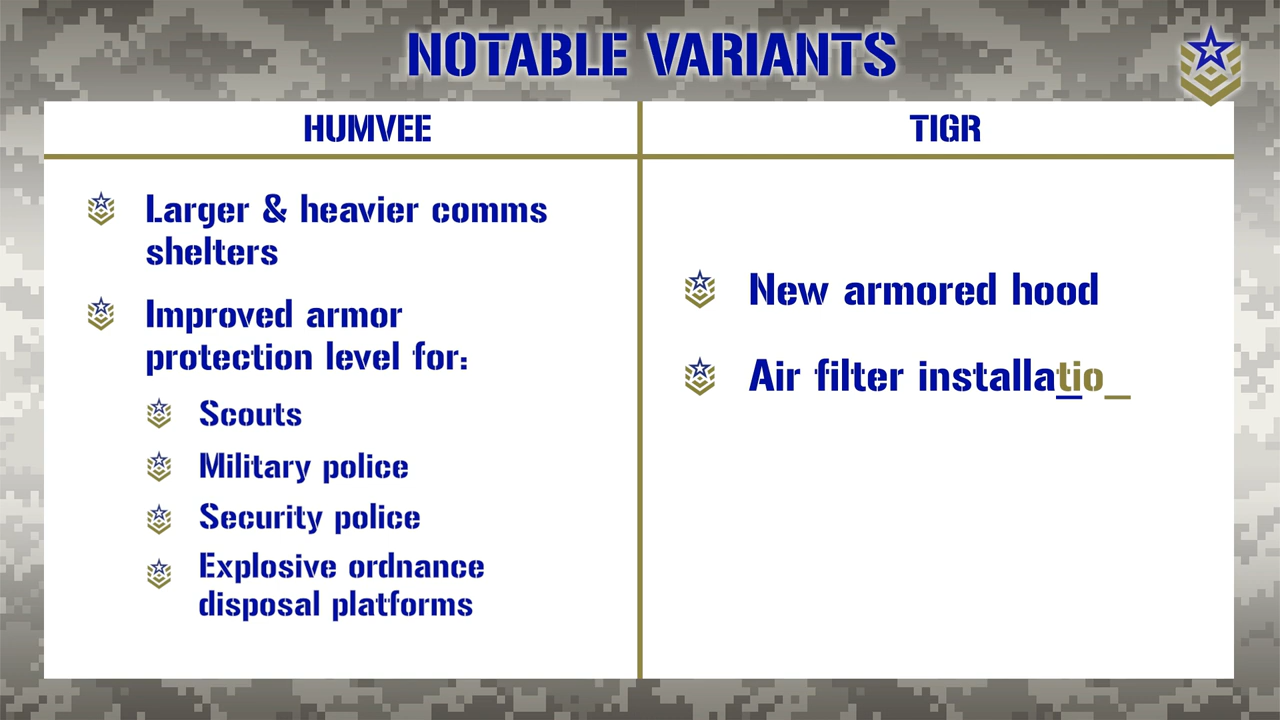 NOTABLE VARIANTS
HUMVEE
Larger & heavier comms
shelters
Improved armor
protection level for:
Scouts
Military police
Security police
Explosive ordnance
disposal platforms
TIGR
New armored hood
Air filter installatio_